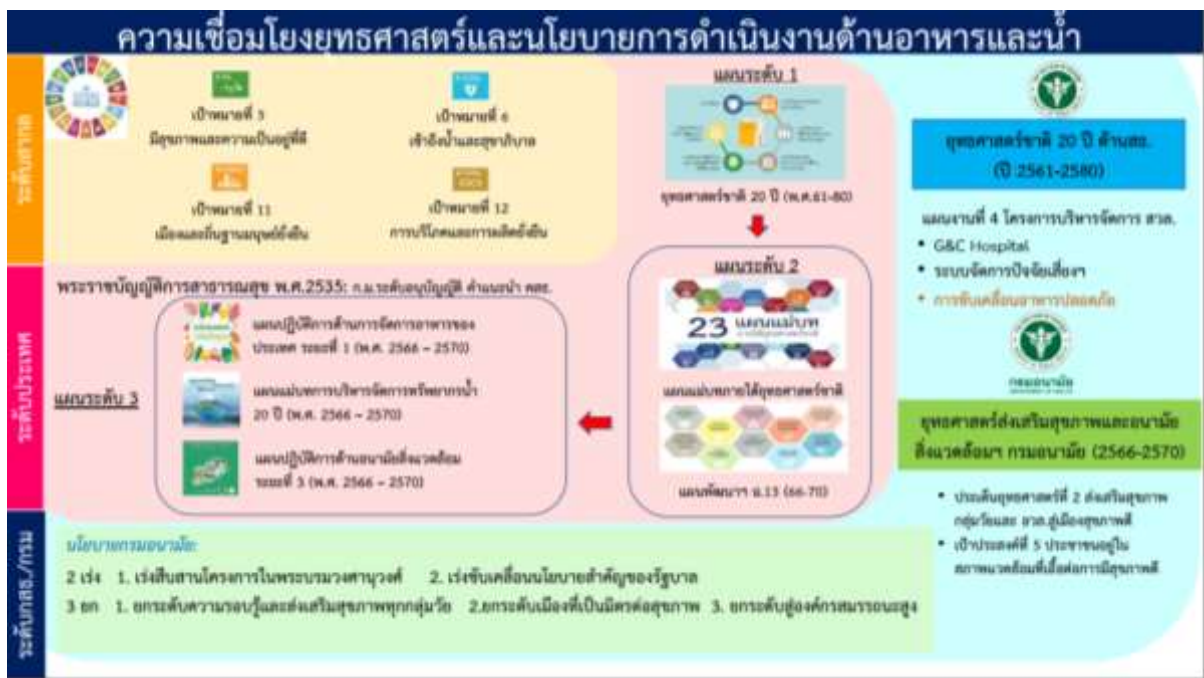 ความเชื่อมโยงยุทธศาสตร์และนโยบายการดำเนินงานด้านอาหารและน้ำ
ระดับสากล
เป้าหมายที่ 3
มีสุขภาพและความเป็นอยู่ที่ดี
เป้าหมายที่ 6
เข้าถึงน้ำและสุขาภิบาล
เป้าหมายที่ 11
เมืองและถิ่นฐานมนุษย์ยั่งยืน
เป้าหมายที่ 12
การบริโภคและการผลิตยั่งยืน
แผนระดับ 1
ยุทธศาสตร์ชาติ 20 ปี (พ.ศ.61-80)
ระดับประเทศ
พระราชบัญญัติการสาธารณสุข พ.ศ.2535: ก.ม.ระดับอนุบัญญัติ คำแนะนำ คสธ.
แผนระดับ 3
แผนปฏิบัติการด้านการจัดการอาหารของ
ประเทศ ระยะที่ 1 (พ.ศ. 2566 – 2570)
แผนแม่บทการบริหารจัดการทรัพยากรน้ำ
20 ปี (พ.ศ. 2566 – 2570)
แผนปฏิบัติการด้านอนามัยสิ่งแวดล้อม
ระยะที่ 3 (พ.ศ. 2566 – 2570)
แผนระดับ 2
23 แผนแม่บท
แผนแม่บทภายใต้ยุทธศาสตร์ชาติ
แผนพัฒนาฯ ฉ.13 (66-70)
ยุทธศาสตร์ชาติ 20 ปี ด้านสธ.
(ปี 2561-2580)
แผนงานที่ 4 โครงการบริหารจัดการ สวล.
• G&C Hospital
• ระบบจัดการปัจจัยเสี่ยงฯ
• การขับเคลื่อนอาหารปลอดภัย
กรมอนามัย
ยุทธศาสตร์ส่งเสริมสุขภาพและอนามัย
สิ่งแวดล้อมฯ กรมอนามัย (2566-2570)
• ประเด็นยุทธศาสตร์ที่ 2 ส่งเสริมสุขภาพ
กลุ่มวัยและ อวล.สู่เมืองสุขภาพดี
• เป้าประสงค์ที่ 5 ประชาชนอยู่ใน
สภาพแวดล้อมที่เอื้อต่อการมีสุขภาพดี
ระดับกสธ./กรม
นโยบายกรมอนามัย:
2 เร่ง 1. เร่งสืบสานโครงการในพระบรมวงศานุวงศ์ 2. เร่งขับเคลื่อนนโยบายสำคัญของรัฐบาล
3 ยก 1. ยกระดับความรอบรู้และส่งเสริมสุขภาพทุกกลุ่มวัย 2.ยกระดับเมืองที่เป็นมิตรต่อสุขภาพ 3. ยกระดับสู่องค์กรสมรรถนะสูง